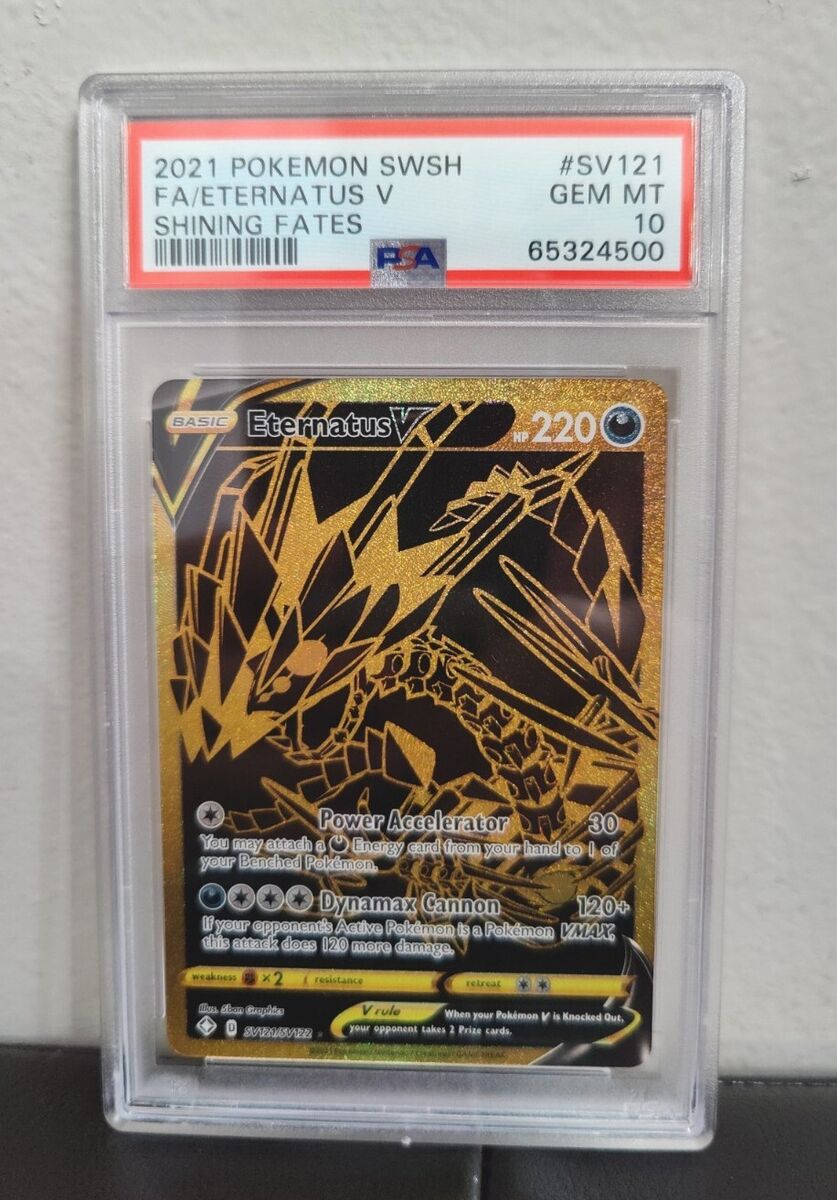 2021 POKEMON SWSH #SV121
FA/ETERNATUS V GEM MT
SHINING FATES 10
PSA 65324500
BASIC Eternatus V HP 220
Power Accelerator 30
You may attach a Energy card from your hand to 1 of
your Benched Pokémon.
Dynamax Cannon 120+
If your opponent's Active Pokémon is a Pokémon VMAX,
this attack does 120 more damage.
weakness ×2 resistance retreat
Illus. Sban Graphics
V rule When your Pokémon V is Knocked Out,
your opponent takes 2 Prize cards.
D SV121/SV122